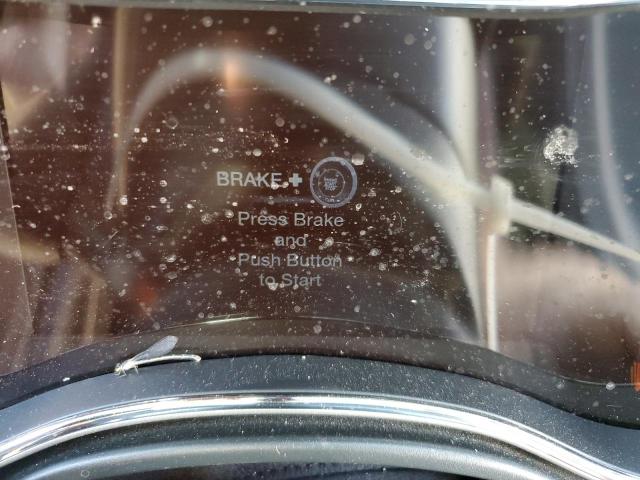 BRAKE +
Press Brake
and
Push Button
to Start